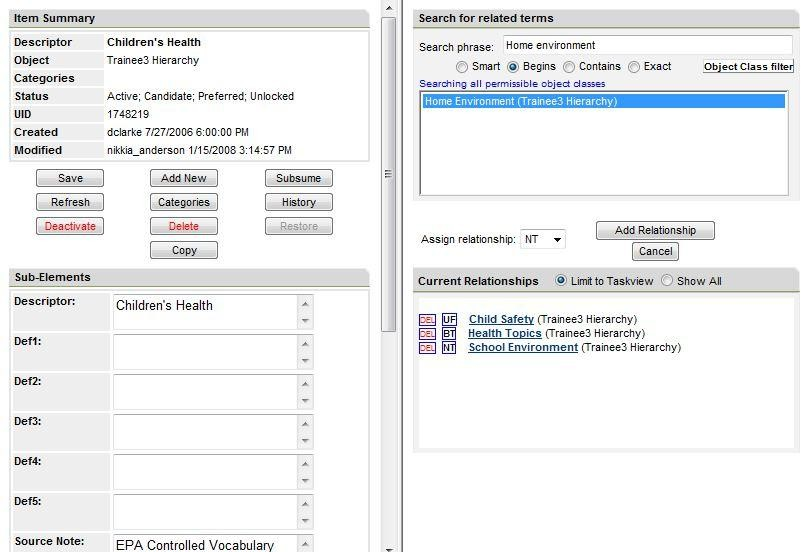 Item Summary
Descriptor Children's Health
Object Trainee3 Hierarchy
Categories
Status Active; Candidate; Preferred; Unlocked
UID 1748219
Created dclarke 7/27/2006 6:00:00 PM
Modified nikkia_anderson 1/15/2008 3:14:57 PM
Save Add New Subsume
Refresh Categories History
Deactivate Delete Restore
Copy
Sub-Elements
Descriptor: Children's Health
Def1:
Def2:
Def3:
Def4:
Def5:
Source Note: EPA Controlled Vocabulary
Search for related terms
Search phrase: Home environment
Smart Begins Contains Exact Object Class filter
Searching all permissible object classes
Home Environment (Trainee3 Hierarchy)
Assign relationship: NT Add Relationship
Cancel
Current Relationships Limit to Taskview Show All
DEL UF Child Safety (Trainee3 Hierarchy)
DEL BT Health Topics (Trainee3 Hierarchy)
DEL NT School Environment (Trainee3 Hierarchy)